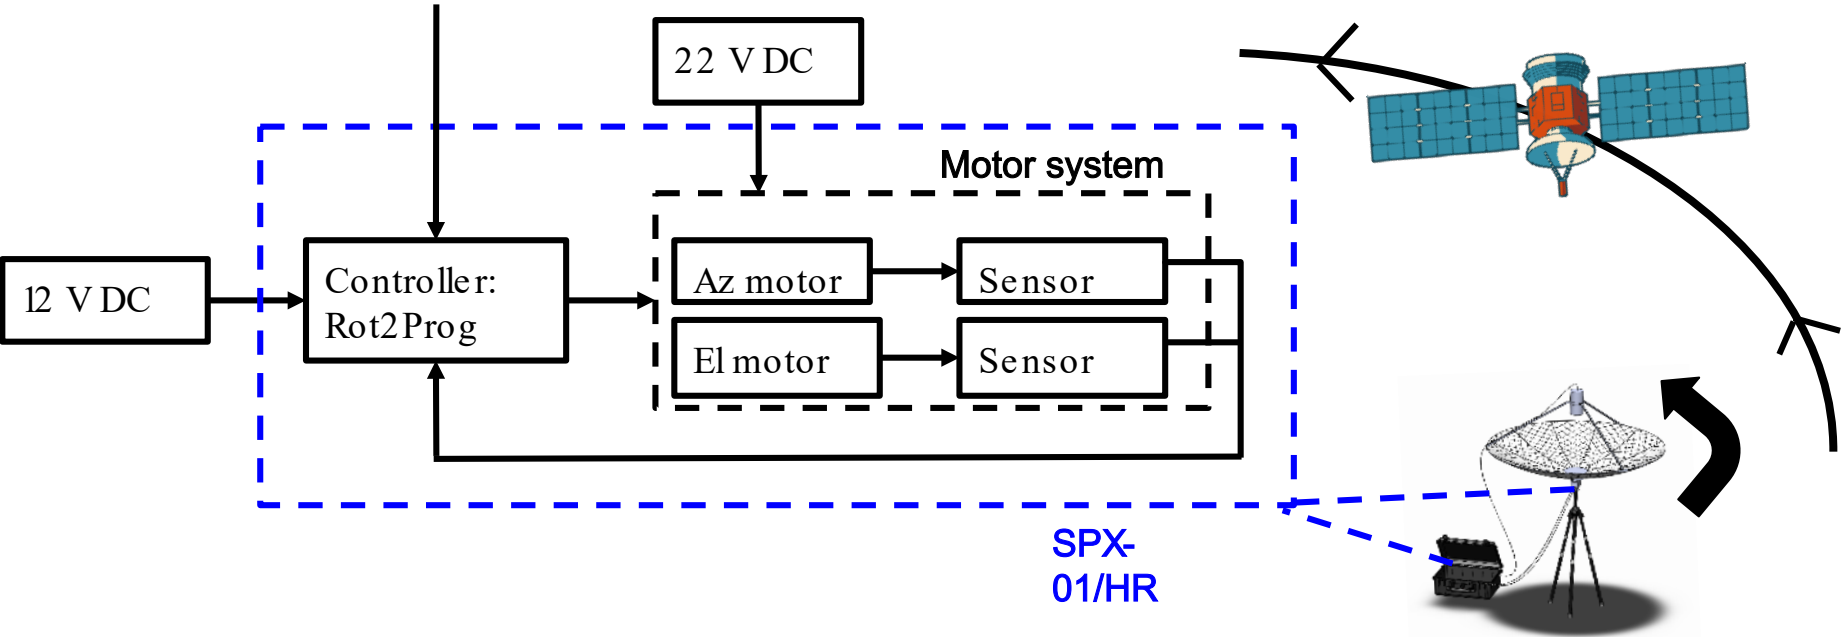 22 V DC
Motor system
12 V DC
Controller:
Rot2Prog
Az motor
Sensor
El motor
Sensor
SPX-
01/HR